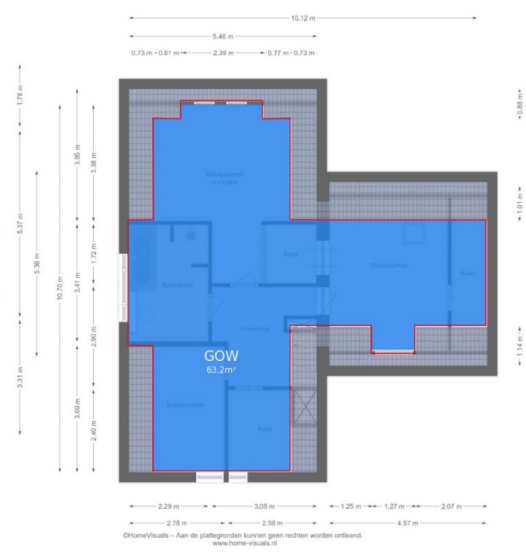 10.12 m
5.46 m
0.73 m 0.61 m 2.39 m 0.77 m 0.73 m
1.78 m
5.37 m
3.31 m
5.36 m
10.70 m
3.85 m
3.41 m
3.69 m
3.38 m
1.72 m
2.90 m
2.40 m
0.88 m
1.01 m
1.14 m
Slaapkamer
Kast
Slaapkamer
Kast
Badkamer
Overloop
GOW
63.2m²
Slaapkamer
Kast
2.29 m 3.05 m 1.25 m 1.27 m 2.07 m
2.78 m 2.58 m 4.57 m
©HomeVisuals – Aan de plattegronden kunnen geen rechten worden ontleend.
www.home-visuals.nl